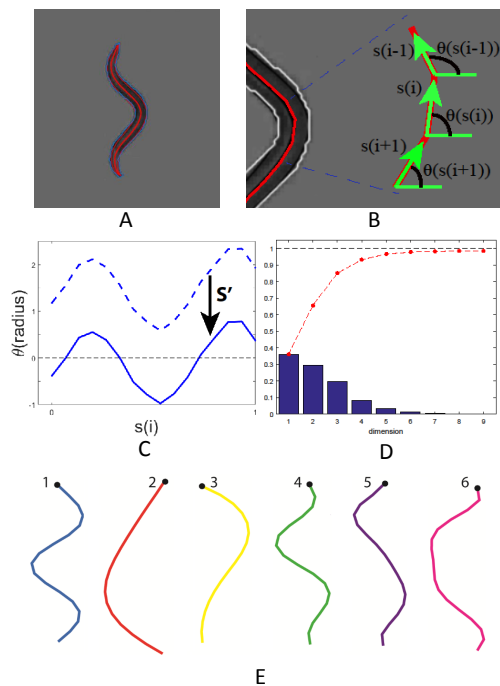 s(i-1)
θ(s(i-1))
s(i)
θ(s(i))
s(i+1)
θ(s(i+1))
A
B
θ(radius)
2
1
0
-1
S'
0
1
s(i)
C
1
0.9
0.8
0.7
0.6
0.5
0.4
0.3
0.2
0.1
0
1 2 3 4 5 6 7 8 9
dimension
D
1 2 3 4 5 6
E